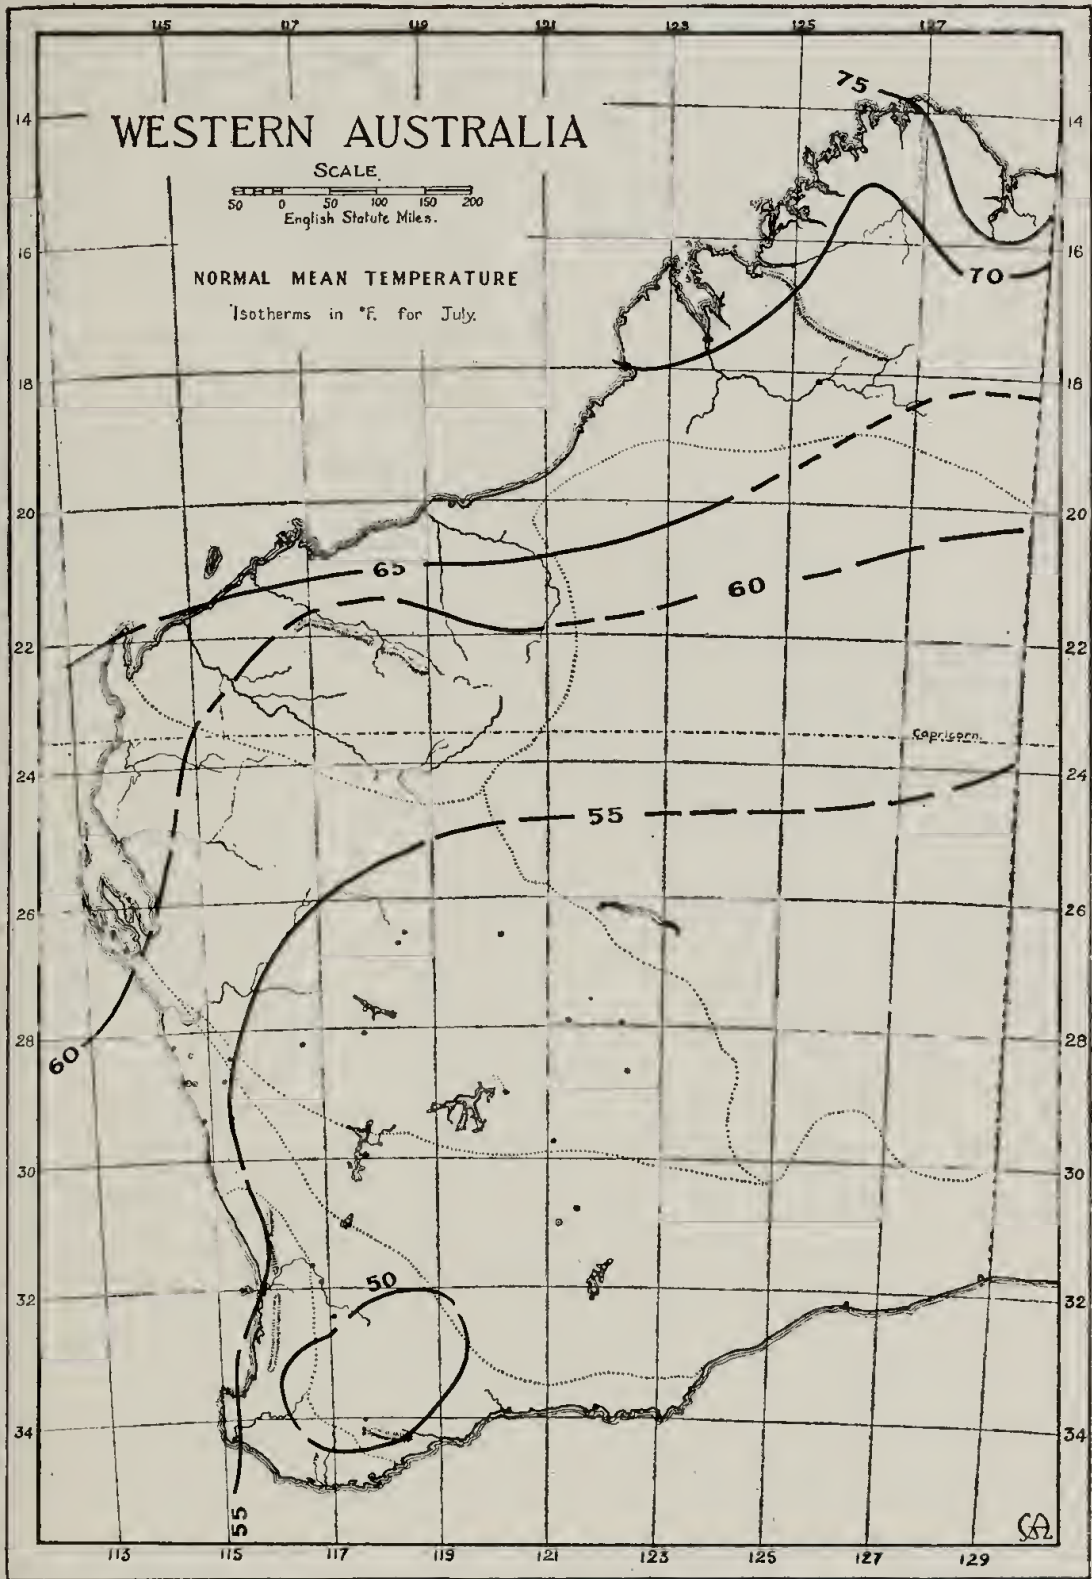 115 117 119 121 123 125 127
75
14 14
WESTERN AUSTRALIA
SCALE
50 0 50 100 150 200
English Statute Miles.
16 16
NORMAL MEAN TEMPERATURE
70
Isotherms in °F. for July.
18 18
20 20
65
60
22 22
Capricorn.
24 24
55
26 26
28 28
60
30 30
50
32 32
34 34
55
113 115 117 119 121 123 125 127 129